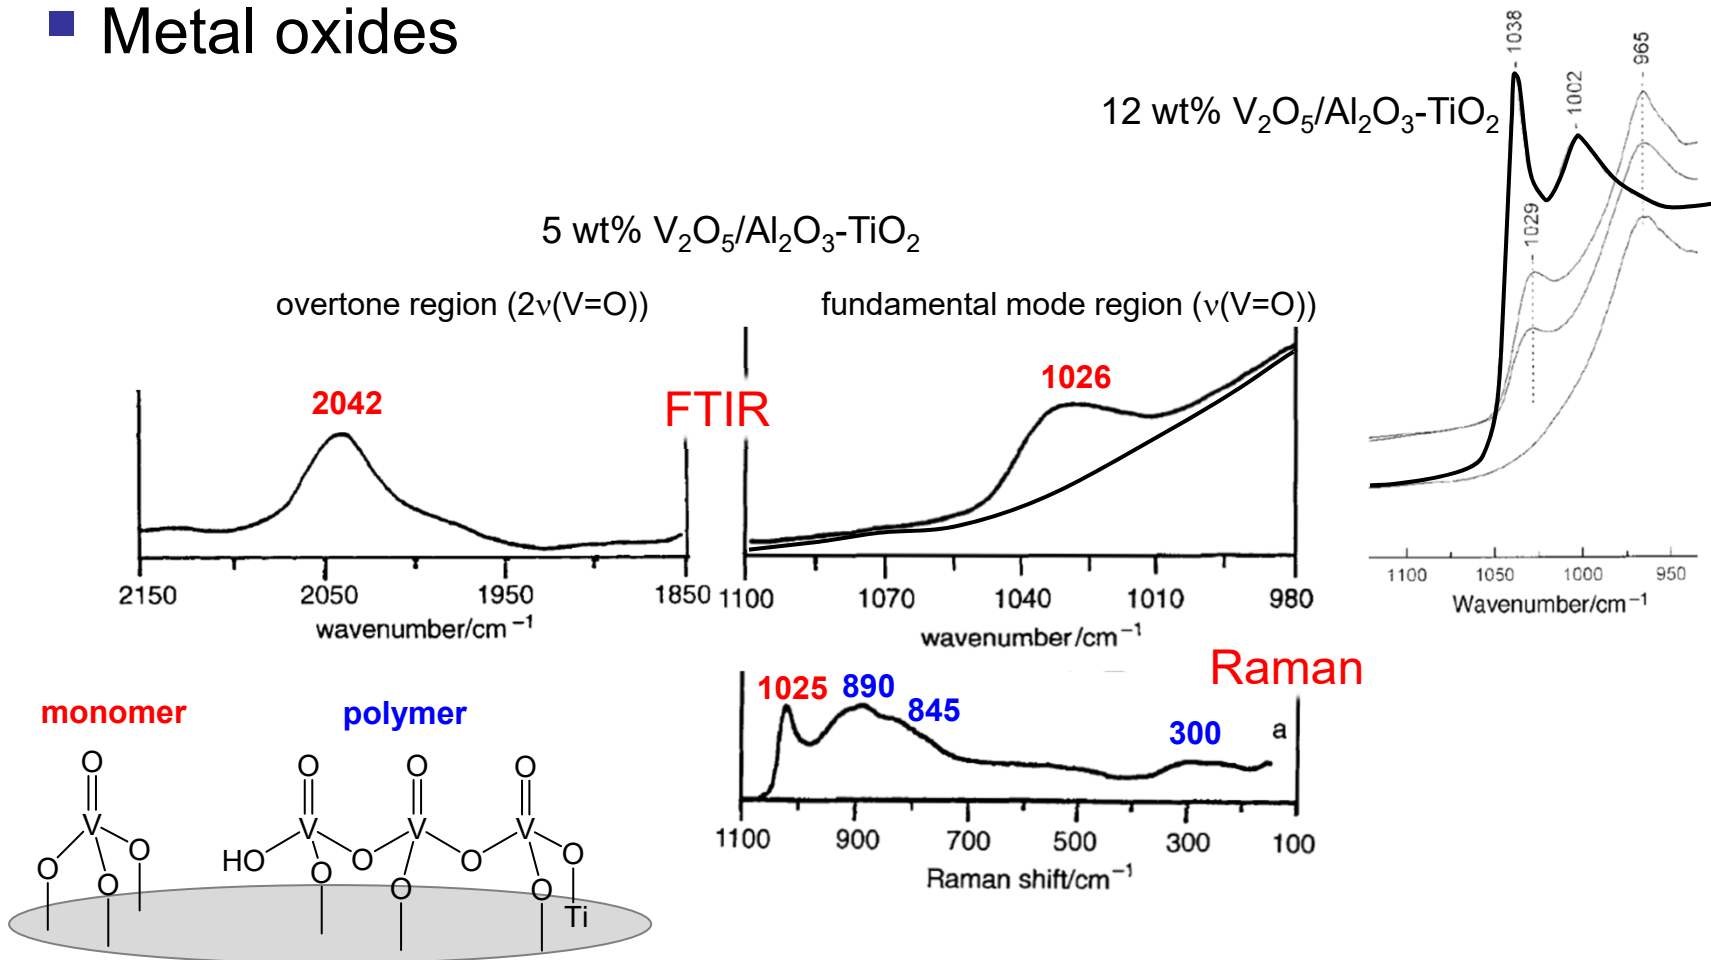 Metal oxides
12 wt% V₂O₅/Al₂O₃-TiO₂
1038
1002
965
1029
1100 1050 1000 950
Wavenumber/cm⁻¹
5 wt% V₂O₅/Al₂O₃-TiO₂
overtone region (2ν(V=O))
fundamental mode region (ν(V=O))
2042
FTIR
1026
2150 2050 1950 1850
wavenumber/cm⁻¹
1100 1070 1040 1010 980
wavenumber/cm⁻¹
Raman
1025 890
845
300
a
1100 900 700 500 300 100
Raman shift/cm⁻¹
monomer
polymer
O
V
O O O
O O O
V V V
HO O O O
O O O
Ti